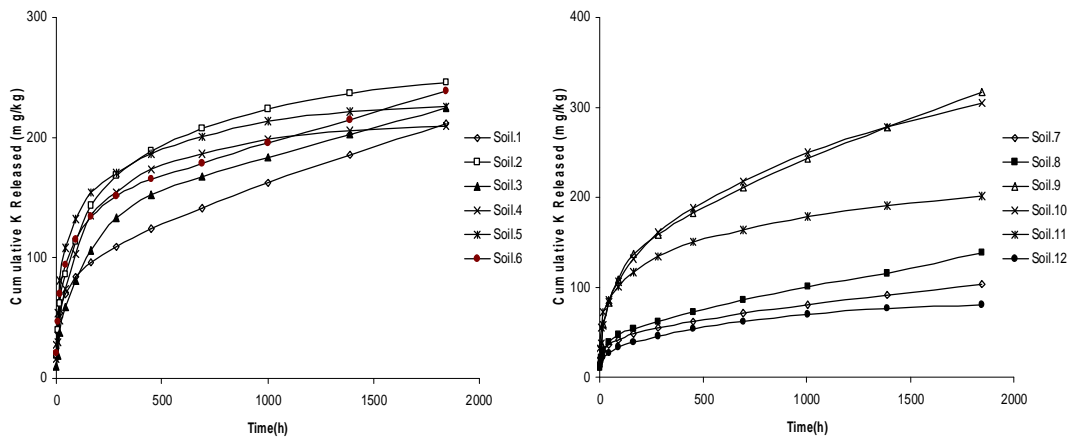 300
200
100
0
0
500
1000
1500
2000
Cumulative K Released (mg/kg)
Time(h)
Soil.1
Soil.2
Soil.3
Soil.4
Soil.5
Soil.6
400
300
200
100
0
0
500
1000
1500
2000
Cumulative K Released (mg/kg)
Time(h)
Soil.7
Soil.8
Soil.9
Soil.10
Soil.11
Soil.12